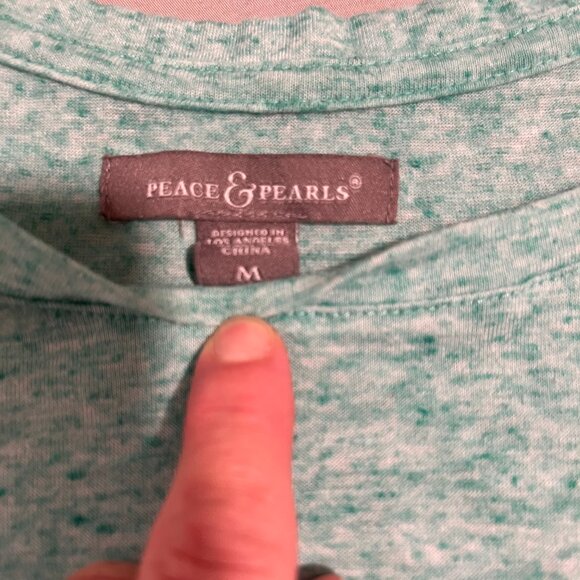 PEACE & PEARLS®
DESIGNED IN
LOS ANGELES
CHINA
M